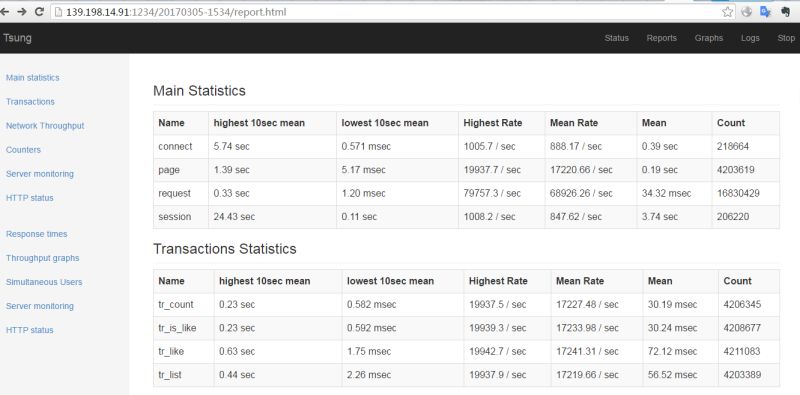 139.198.14.91:1234/20170305-1534/report.html
Tsung Status Reports Graphs Logs Stop
Main statistics
Transactions
Network Throughput
Counters
Server monitoring
HTTP status
Response times
Throughput graphs
Simultaneous Users
Server monitoring
HTTP status
Main Statistics
Name highest 10sec mean lowest 10sec mean Highest Rate Mean Rate Mean Count
connect 5.74 sec 0.571 msec 1005.7 / sec 888.17 / sec 0.39 sec 218664
page 1.39 sec 5.17 msec 19937.7 / sec 17220.66 / sec 0.19 sec 4203619
request 0.33 sec 1.20 msec 79757.3 / sec 68926.26 / sec 34.32 msec 16830429
session 24.43 sec 0.11 sec 1008.2 / sec 847.62 / sec 3.74 sec 206220
Transactions Statistics
Name highest 10sec mean lowest 10sec mean Highest Rate Mean Rate Mean Count
tr_count 0.23 sec 0.582 msec 19937.5 / sec 17227.48 / sec 30.19 msec 4206345
tr_is_like 0.23 sec 0.592 msec 19939.3 / sec 17233.98 / sec 30.24 msec 4208677
tr_like 0.63 sec 1.75 msec 19942.7 / sec 17241.31 / sec 72.12 msec 4211083
tr_list 0.44 sec 2.26 msec 19937.9 / sec 17219.66 / sec 56.52 msec 4203389